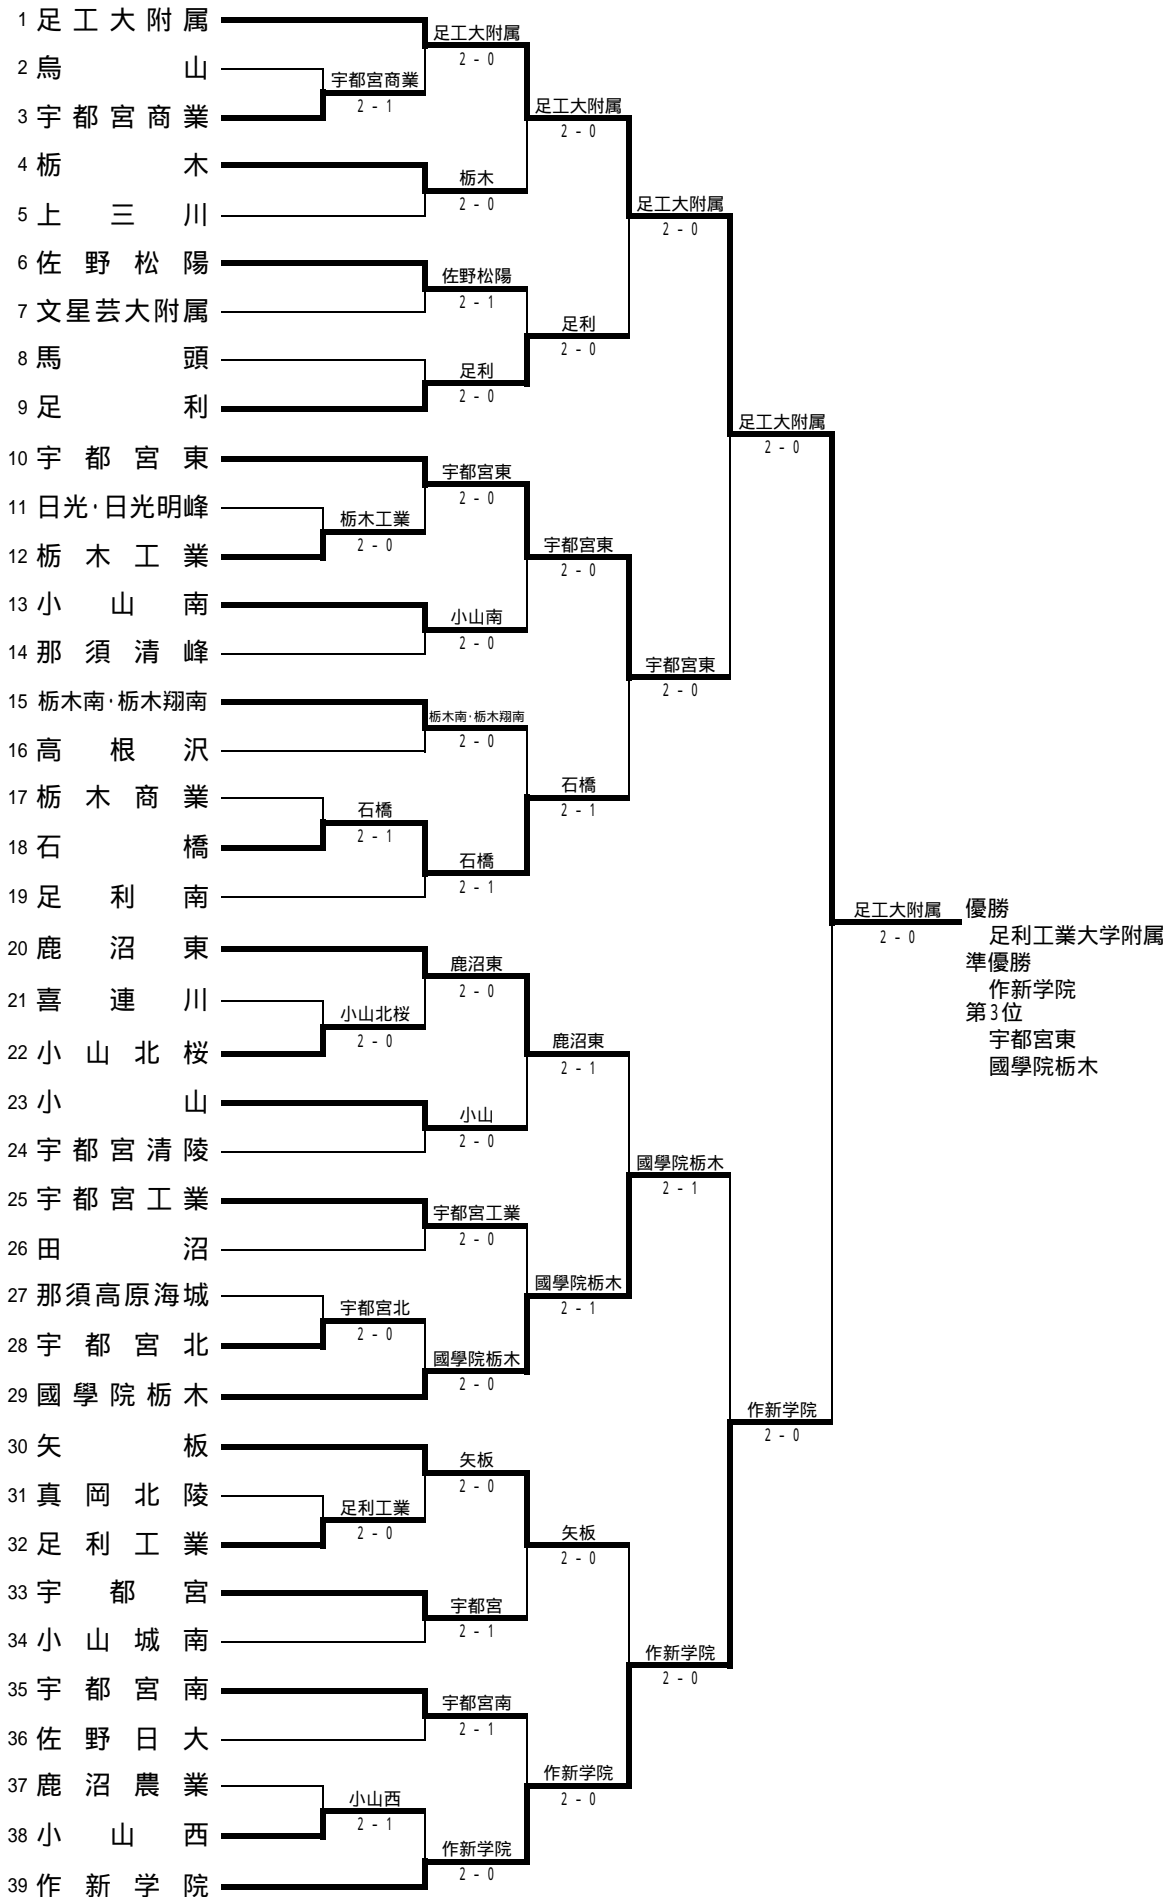 1 足工大附属
2 烏山
3 宇都宮商業
4 栃木
5 上三川
6 佐野松陽
7 文星芸大附属
8 馬頭
9 足利
10 宇都宮東
11 日光・日光明峰
12 栃木工業
13 小山南
14 那須清峰
15 栃木南・栃木翔南
16 高根沢
17 栃木商業
18 石橋
19 足利南
20 鹿沼東
21 喜連川
22 小山北桜
23 小山
24 宇都宮清陵
25 宇都宮工業
26 田沼
27 那須高原海城
28 宇都宮北
29 國學院栃木
30 矢板
31 真岡北陵
32 足利工業
33 宇都宮
34 小山城南
35 宇都宮南
36 佐野日大
37 鹿沼農業
38 小山西
39 作新学院
宇都宮商業
2 - 1
栃木工業
2 - 0
石橋
2 - 1
小山北桜
2 - 0
宇都宮北
2 - 0
足利工業
2 - 0
小山西
2 - 1
足工大附属
2 - 0
栃木
2 - 0
佐野松陽
2 - 1
足利
2 - 0
宇都宮東
2 - 0
小山南
2 - 0
栃木南・栃木翔南
2 - 0
石橋
2 - 1
鹿沼東
2 - 0
小山
2 - 0
宇都宮工業
2 - 0
國學院栃木
2 - 0
矢板
2 - 0
宇都宮
2 - 1
宇都宮南
2 - 1
作新学院
2 - 0
足工大附属
2 - 0
足利
2 - 0
宇都宮東
2 - 0
石橋
2 - 1
鹿沼東
2 - 1
國學院栃木
2 - 1
矢板
2 - 0
作新学院
2 - 0
足工大附属
2 - 0
宇都宮東
2 - 0
國學院栃木
2 - 1
作新学院
2 - 0
足工大附属
2 - 0
作新学院
2 - 0
足工大附属
2 - 0
優勝
足利工業大学附属
準優勝
作新学院
第3位
宇都宮東
國學院栃木